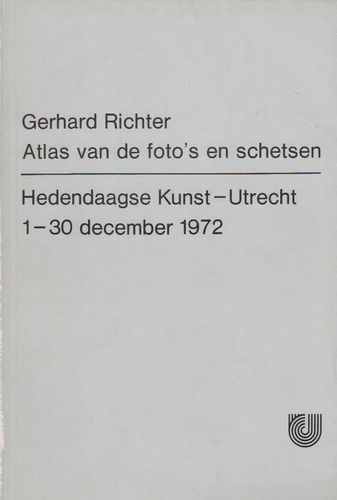 Gerhard Richter
Atlas van de foto's en schetsen
Hedendaagse Kunst–Utrecht
1–30 december 1972